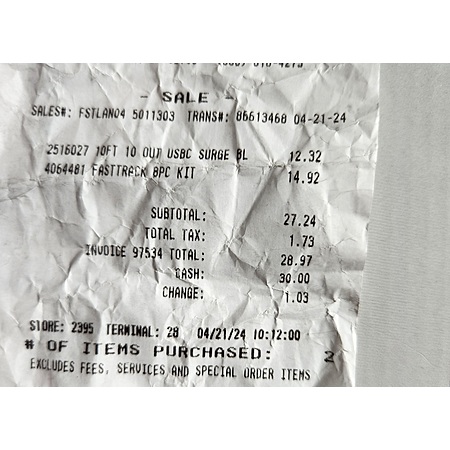 - SALE -
SALES#: FSTLAN04 5011303 TRANS#: 86613468 04-21-24
2516027 10FT 10 OUT USBC SURGE BL 12.32
4064481 FASTTRACK 8PC KIT 14.92
SUBTOTAL: 27.24
TOTAL TAX: 1.73
INVOICE 97534 TOTAL: 28.97
CASH: 30.00
CHANGE: 1.03
STORE: 2395 TERMINAL: 28 04/21/24 10:12:00
# OF ITEMS PURCHASED: 2
EXCLUDES FEES, SERVICES AND SPECIAL ORDER ITEMS